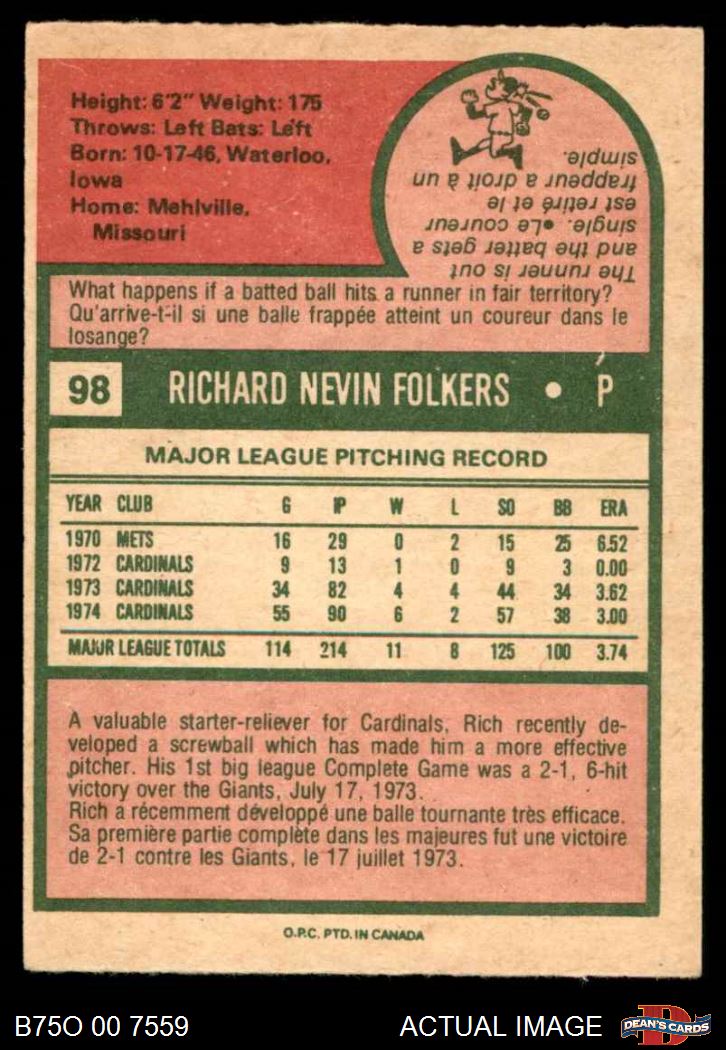 Height: 6'2" Weight: 175
Throws: Left Bats: Left
Born: 10-17-46, Waterloo,
Iowa
Home: Mehlville,
Missouri
The runner is out
and the batter gets a
single. •Le coureur
est retiré et le
frappeur a droit à un
simple.
What happens if a batted ball hits a runner in fair territory?
Qu'arrive-t-il si une balle frappée atteint un coureur dans le
losange?
98 RICHARD NEVIN FOLKERS • P
MAJOR LEAGUE PITCHING RECORD
YEAR CLUB G IP W L SO BB ERA
1970 METS 16 29 0 2 15 25 6.52
1972 CARDINALS 9 13 1 0 9 3 0.00
1973 CARDINALS 34 82 4 4 44 34 3.62
1974 CARDINALS 55 90 6 2 57 38 3.00
MAJOR LEAGUE TOTALS 114 214 11 8 125 100 3.74
A valuable starter-reliever for Cardinals, Rich recently de-
veloped a screwball which has made him a more effective
pitcher. His 1st big league Complete Game was a 2-1, 6-hit
victory over the Giants, July 17, 1973.
Rich a récemment développé une balle tournante très efficace.
Sa première partie complète dans les majeures fut une victoire
de 2-1 contre les Giants, le 17 juillet 1973.
O.P.C. PTD. IN CANADA
B75O 00 7559 ACTUAL IMAGE
D
DEAN'S CARDS